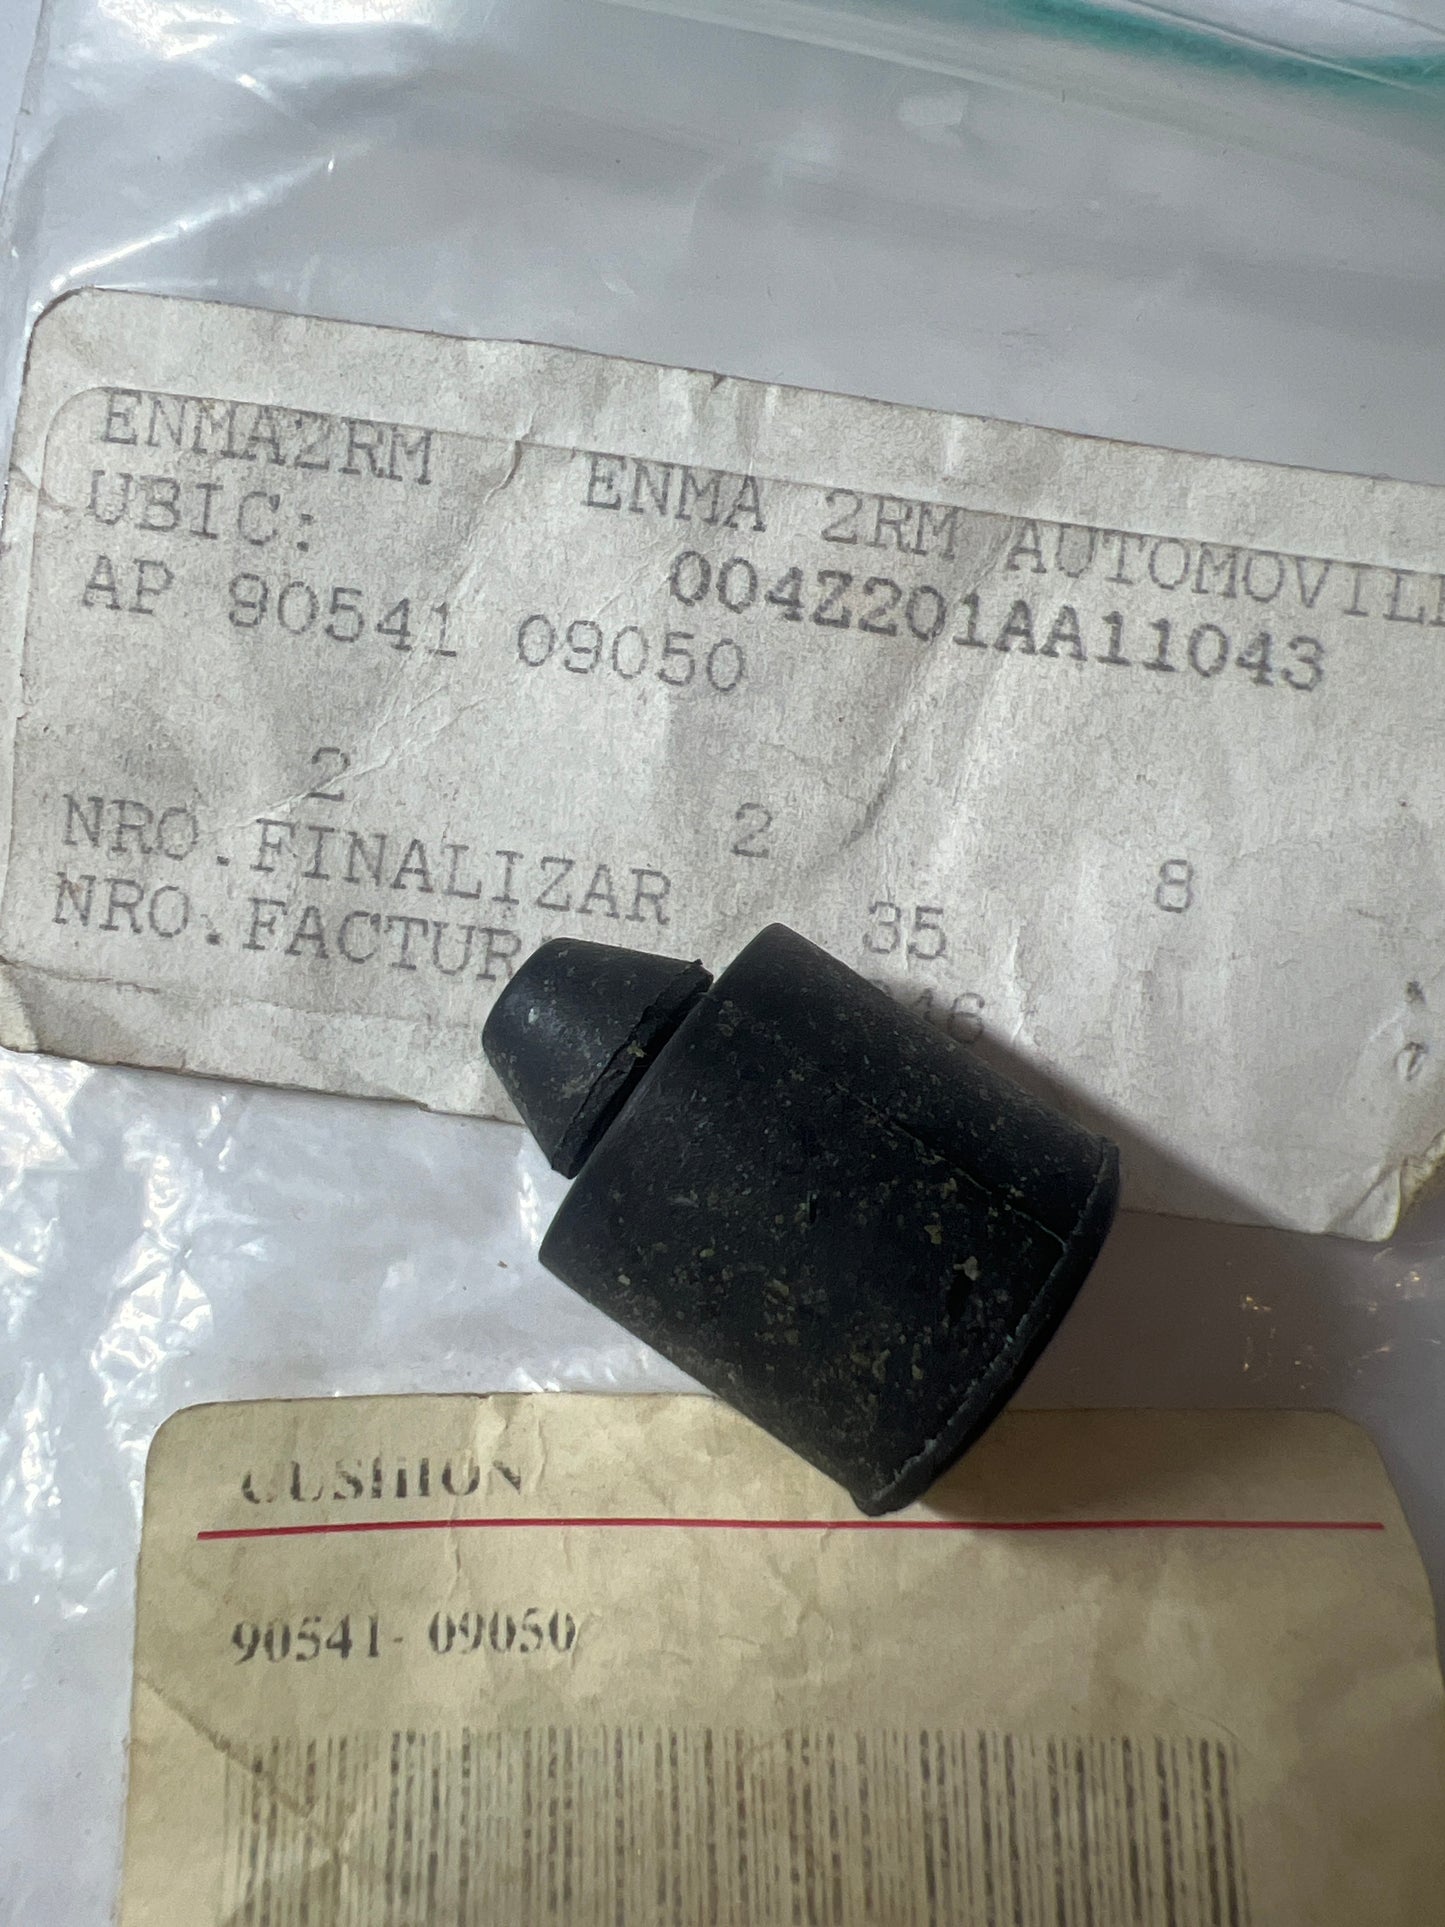 ENMA2RM ENMA 2RM AUTOMOVIL
UBIC: 004Z201AA11043
AP 90541 09050
2 2 8
NRO.FINALIZAR 35
NRO.FACTUR 46
CUSHION
90541-09050